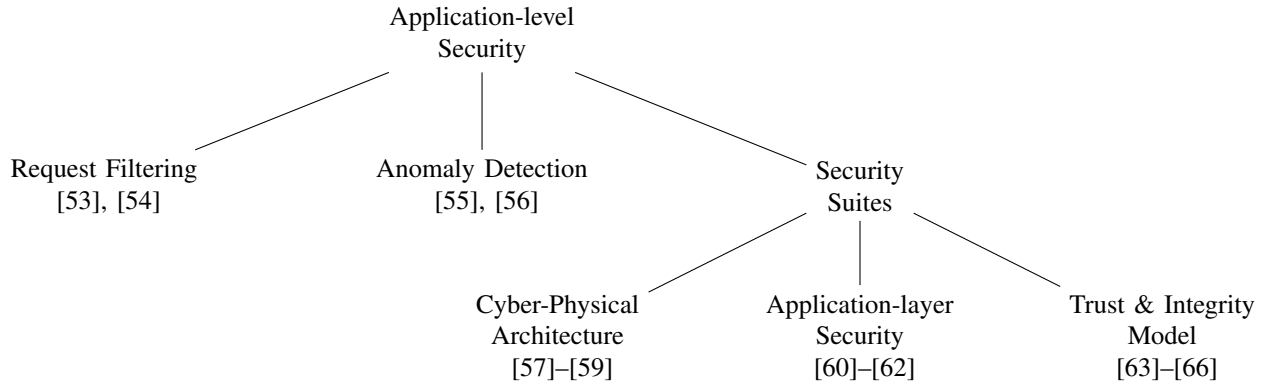 Application-level
Security
Request Filtering
[53], [54]
Anomaly Detection
[55], [56]
Security
Suites
Cyber-Physical
Architecture
[57]–[59]
Application-layer
Security
[60]–[62]
Trust & Integrity
Model
[63]–[66]